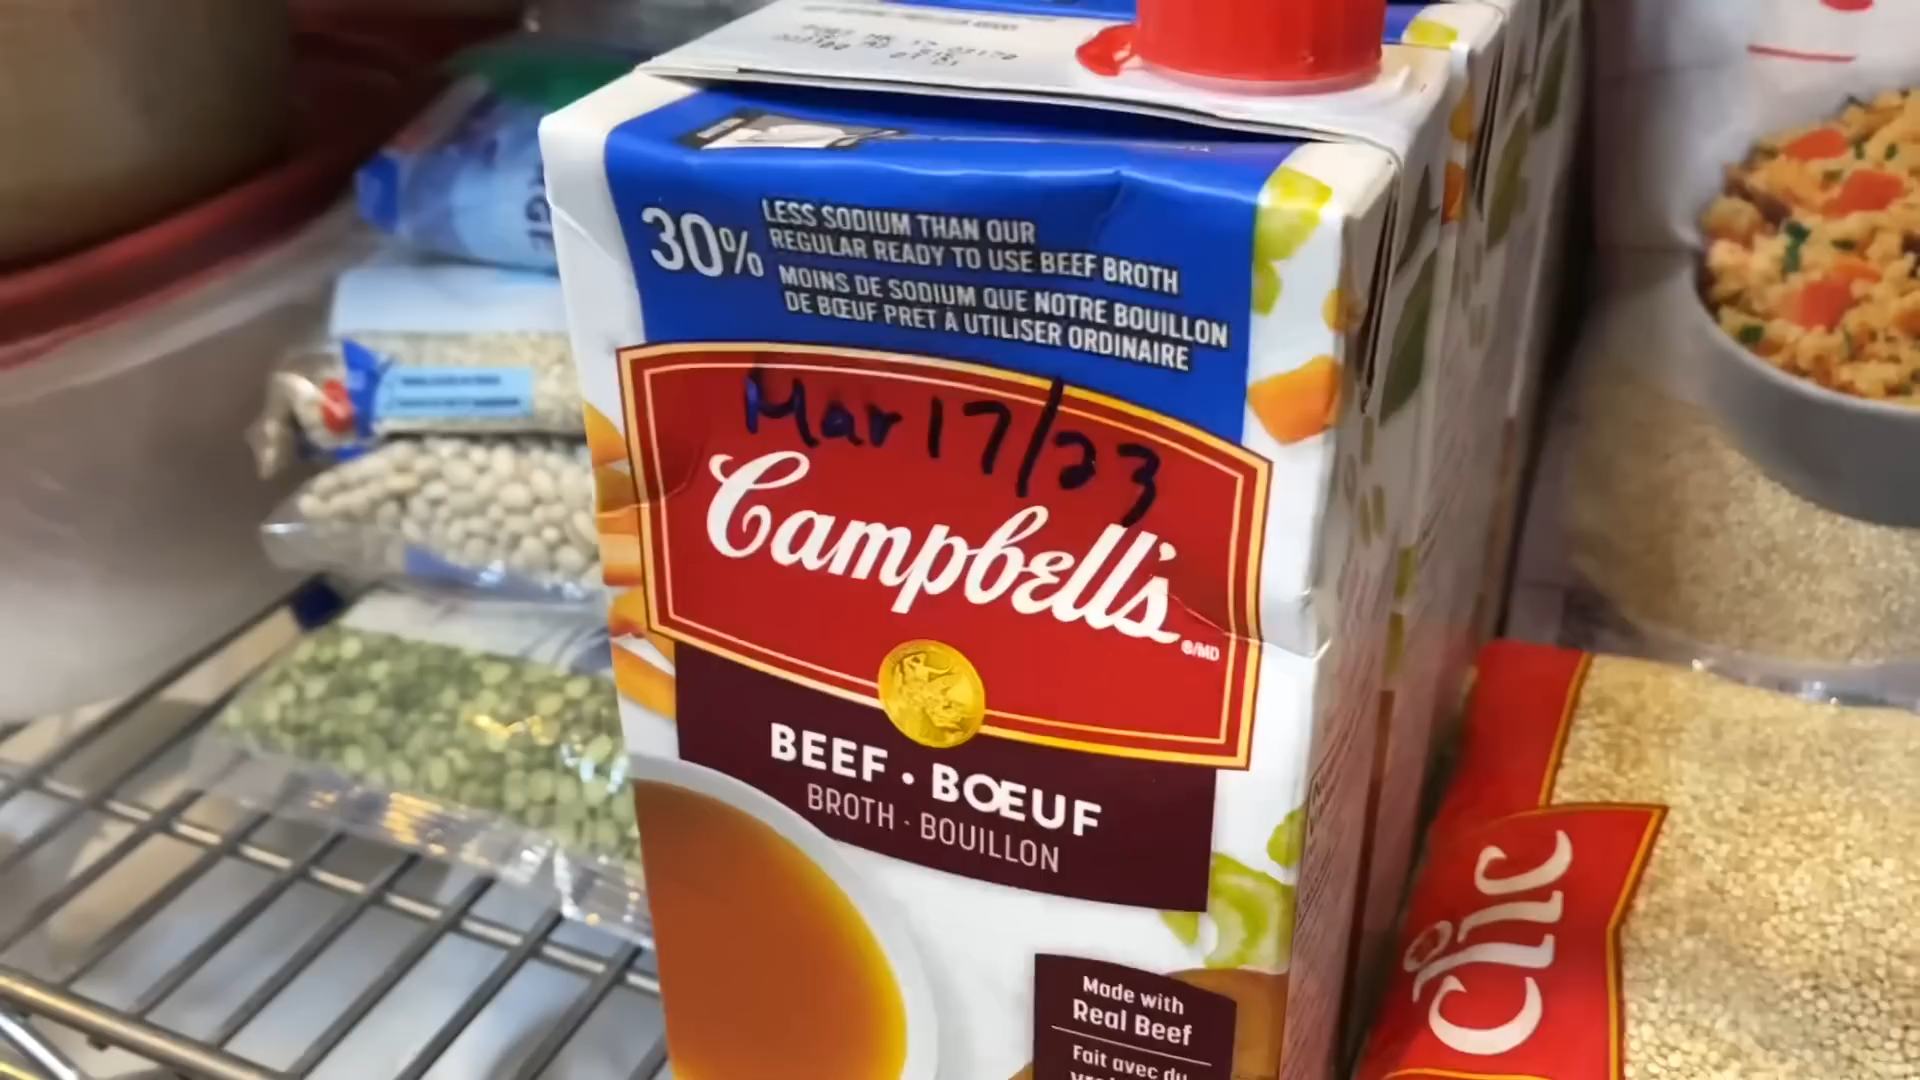 30%
LESS SODIUM THAN OUR
REGULAR READY TO USE BEEF BROTH
MOINS DE SODIUM QUE NOTRE BOUILLON
DE BŒUF PRET À UTILISER ORDINAIRE
Mar 17/23
Campbell's
®/MD
BEEF • BŒUF
BROTH • BOUILLON
Made with
Real Beef
Fait avec du
clic